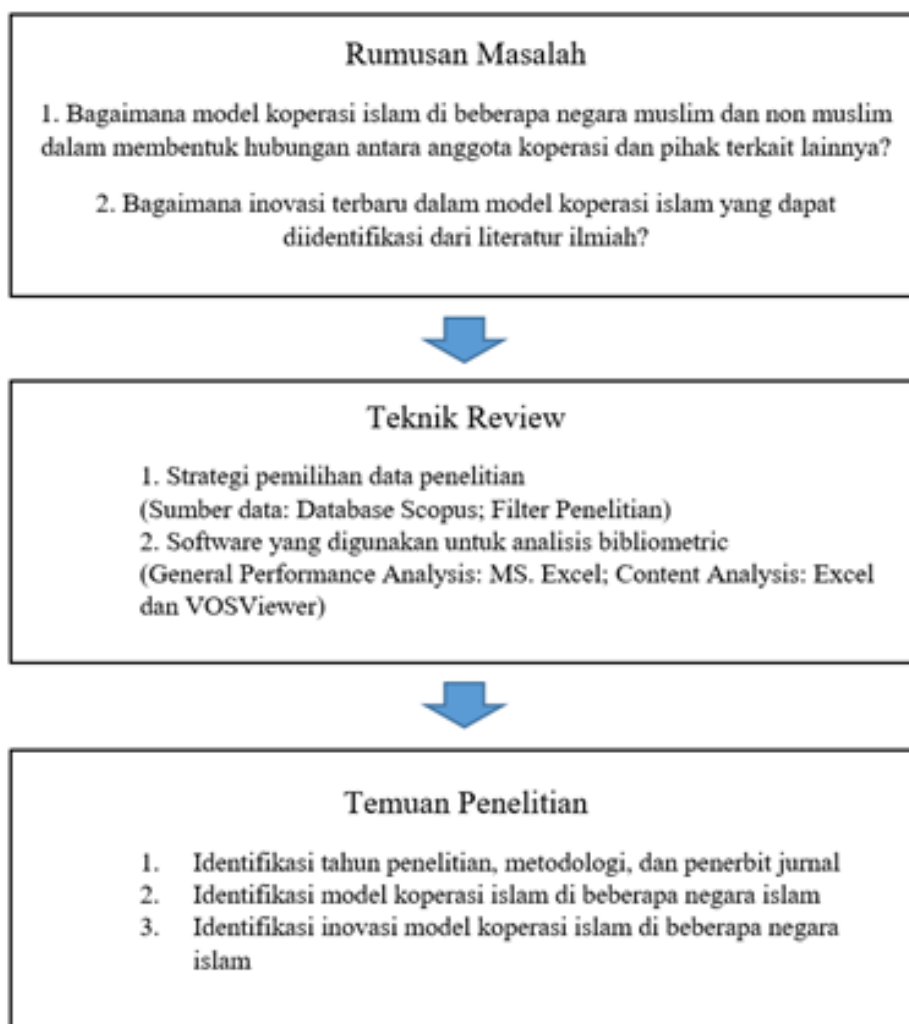 Rumusan Masalah
1. Bagaimana model koperasi islam di beberapa negara muslim dan non muslim
dalam membentuk hubungan antara anggota koperasi dan pihak terkait lainnya?
2. Bagaimana inovasi terbaru dalam model koperasi islam yang dapat
diidentifikasi dari literatur ilmiah?
Teknik Review
1. Strategi pemilihan data penelitian
(Sumber data: Database Scopus; Filter Penelitian)
2. Software yang digunakan untuk analisis bibliometric
(General Performance Analysis: MS. Excel; Content Analysis: Excel
dan VOSViewer)
Temuan Penelitian
1. Identifikasi tahun penelitian, metodologi, dan penerbit jurnal
2. Identifikasi model koperasi islam di beberapa negara islam
3. Identifikasi inovasi model koperasi islam di beberapa negara
islam